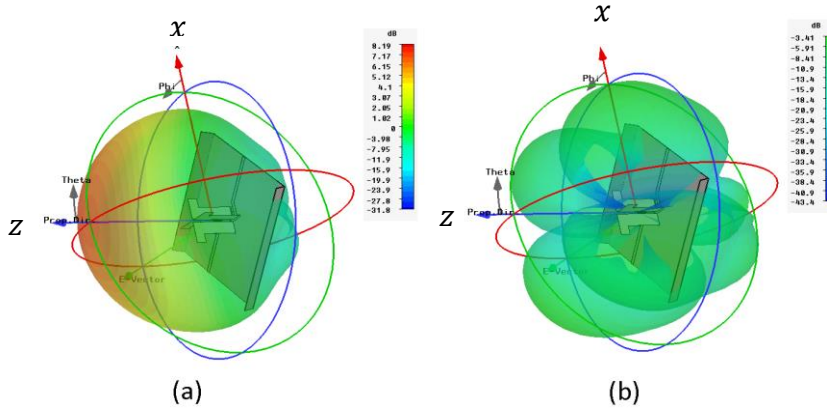 x
dB
8.19
7.17
6.15
5.12
4.1
3.07
2.05
1.02
0
-3.98
-7.95
-11.9
-15.9
-19.9
-23.9
-27.8
-31.8
Phi
Theta
Z
Prop.Dir.
E-Vector
(a)
x
dB
-3.41
-5.91
-8.41
-10.9
-13.4
-15.9
-18.4
-20.9
-23.4
-25.9
-28.4
-30.9
-33.4
-35.9
-38.4
-40.9
-43.4
Phi
Theta
Z
Prop.Dir.
E-Vector
(b)